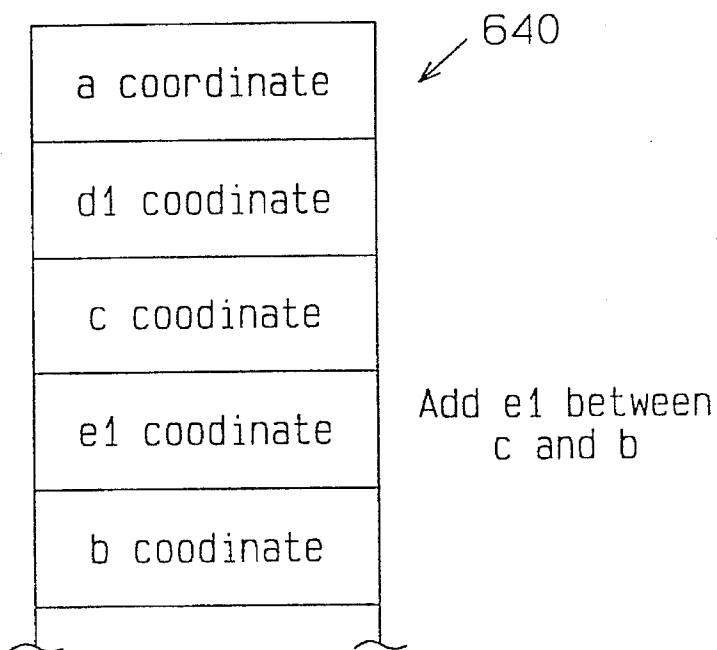 640
a coordinate
d1 coodinate
c coodinate
e1 coodinate
Add e1 between
c and b
b coodinate